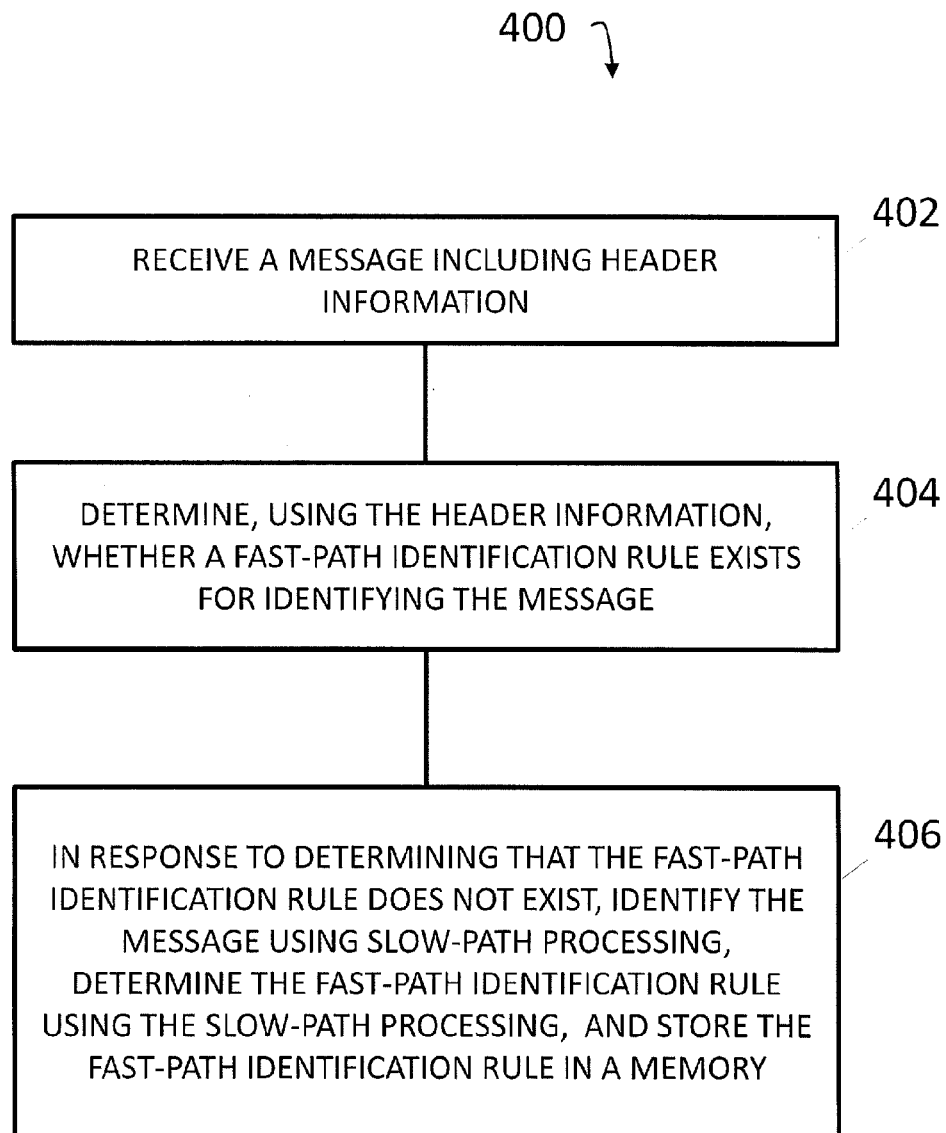 400
402
RECEIVE A MESSAGE INCLUDING HEADER
INFORMATION
404
DETERMINE, USING THE HEADER INFORMATION,
WHETHER A FAST-PATH IDENTIFICATION RULE EXISTS
FOR IDENTIFYING THE MESSAGE
406
IN RESPONSE TO DETERMINING THAT THE FAST-PATH
IDENTIFICATION RULE DOES NOT EXIST, IDENTIFY THE
MESSAGE USING SLOW-PATH PROCESSING,
DETERMINE THE FAST-PATH IDENTIFICATION RULE
USING THE SLOW-PATH PROCESSING, AND STORE THE
FAST-PATH IDENTIFICATION RULE IN A MEMORY